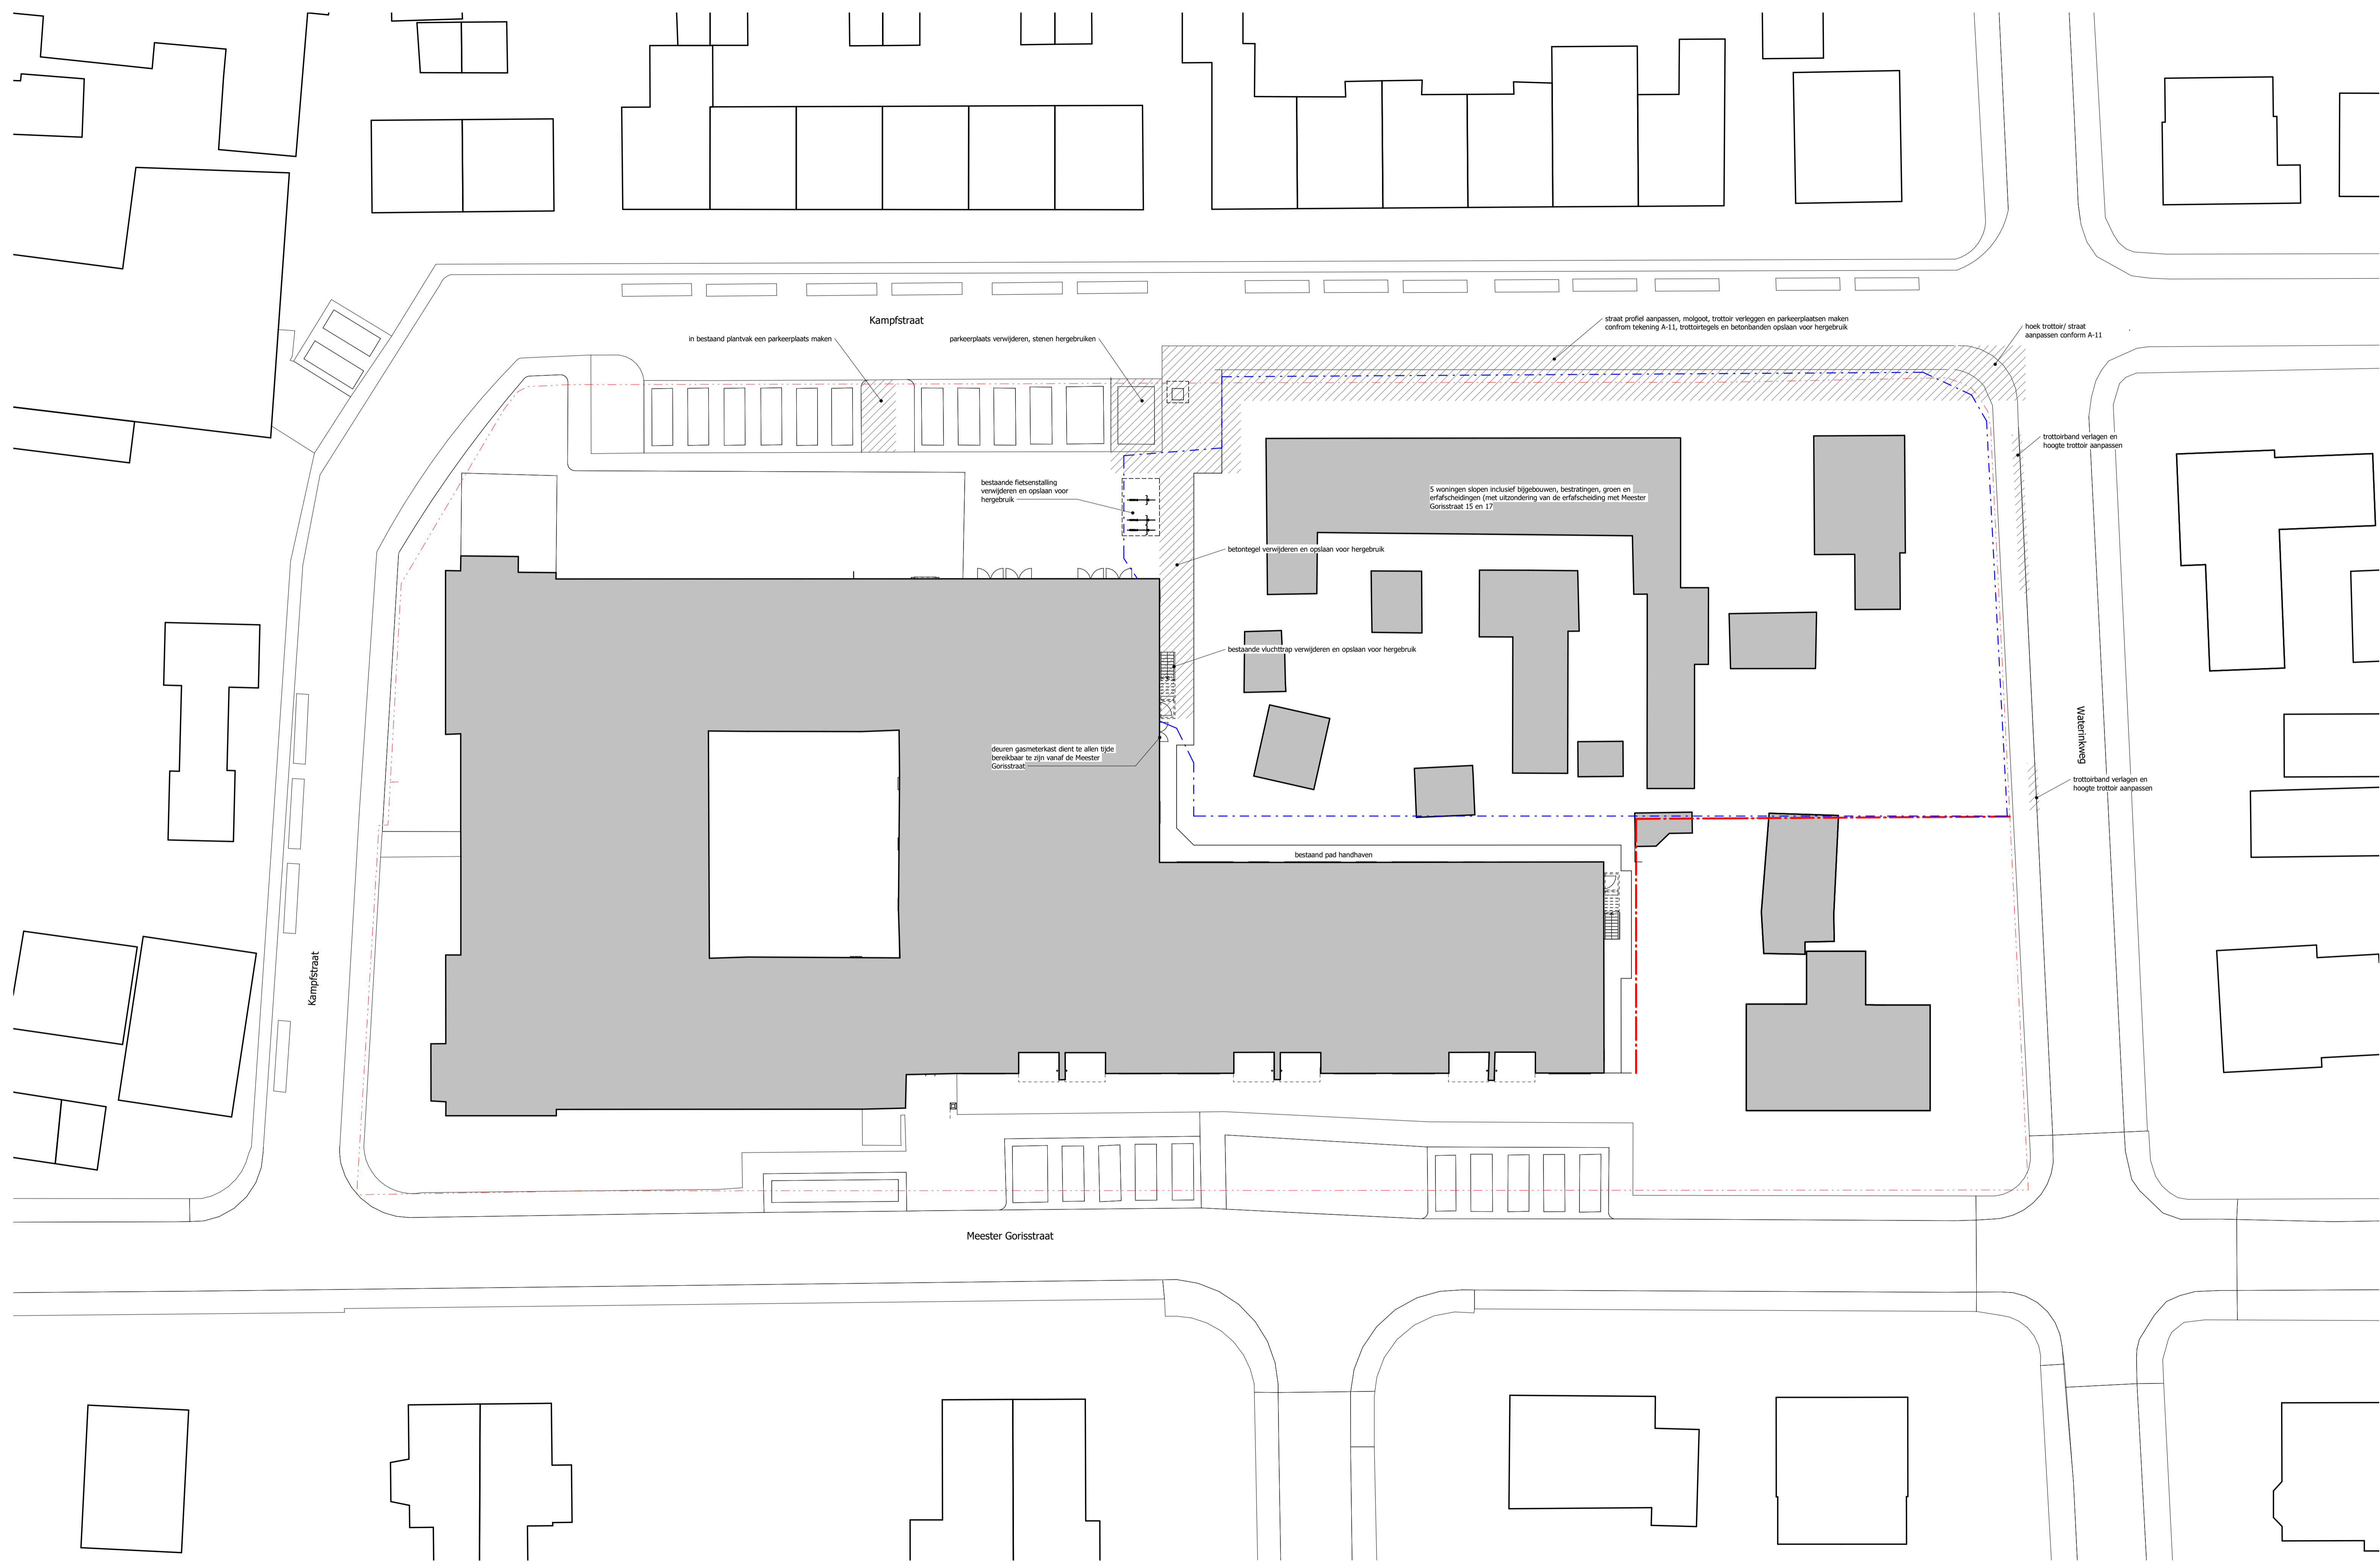 Kampfstraat
straat profiel aanpassen, molgoot, trottoir verleggen en parkeerplaatsen maken
confrom tekening A-11, trottoirtegels en betonbanden opslaan voor hergebruik
hoek trottoir/ straat
aanpassen conform A-11
in bestaand plantvak een parkeerplaats maken
parkeerplaats verwijderen, stenen hergebruiken
trottoirband verlagen en
hoogte trottoir aanpassen
bestaande fietsenstalling
verwijderen en opslaan voor
hergebruik
5 woningen slopen inclusief bijgebouwen, bestratingen, groen en
erfafscheidingen (met uitzondering van de erfafscheiding met Meester
Gorisstraat 15 en 17
betontegel verwijderen en opslaan voor hergebruik
bestaande vluchttrap verwijderen en opslaan voor hergebruik
Waterinkweg
deuren gasmeterkast dient te allen tijde
bereikbaar te zijn vanaf de Meester
Gorisstraat
trottoirband verlagen en
hoogte trottoir aanpassen
bestaand pad handhaven
Kampfstraat
Meester Gorisstraat